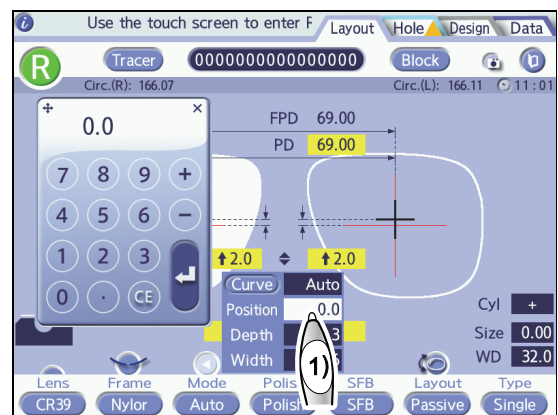 Use the touch screen to enter F
Layout Hole Design Data
R Tracer 0000000000000000 Block
Circ.(R): 166.07 Circ.(L): 166.11 11:01
0.0 ×
FPD 69.00
PD 69.00
7 8 9 +
4 5 6 −
1 2 3
0 . CE
2.0 2.0
Curve Auto
Position 0.0
Depth 3
Width
1)
Cyl +
Size 0.00
WD 32.0
Lens Frame Mode Polis SFB Layout Type
CR39 Nylor Auto Polish SFB Passive Single